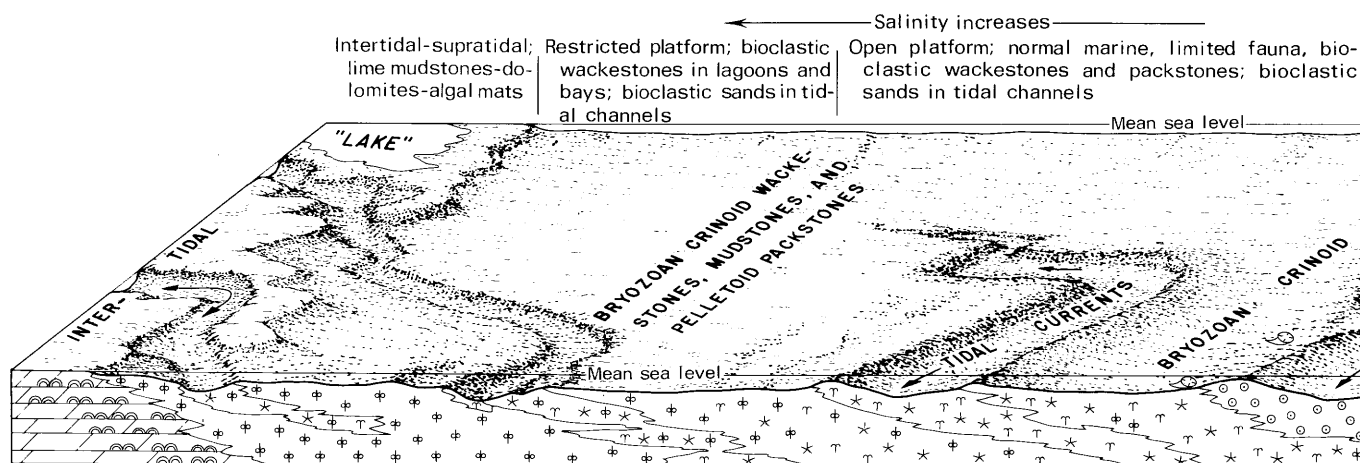 Salinity increases
Intertidal-supratidal;
lime mudstones-do-
lomites-algal mats
Restricted platform; bioclastic
wackestones in lagoons and
bays; bioclastic sands in tid-
al channels
Open platform; normal marine, limited fauna, bio-
clastic wackestones and packstones; bioclastic
sands in tidal channels
Mean sea level
"LAKE"
INTER-
TIDAL
BRYOZOAN CRINOID WACKE-
STONES, MUDSTONES, AND
PELLETOID PACKSTONES
TIDAL CURRENTS
BRYOZOAN CRINOID
Mean sea level